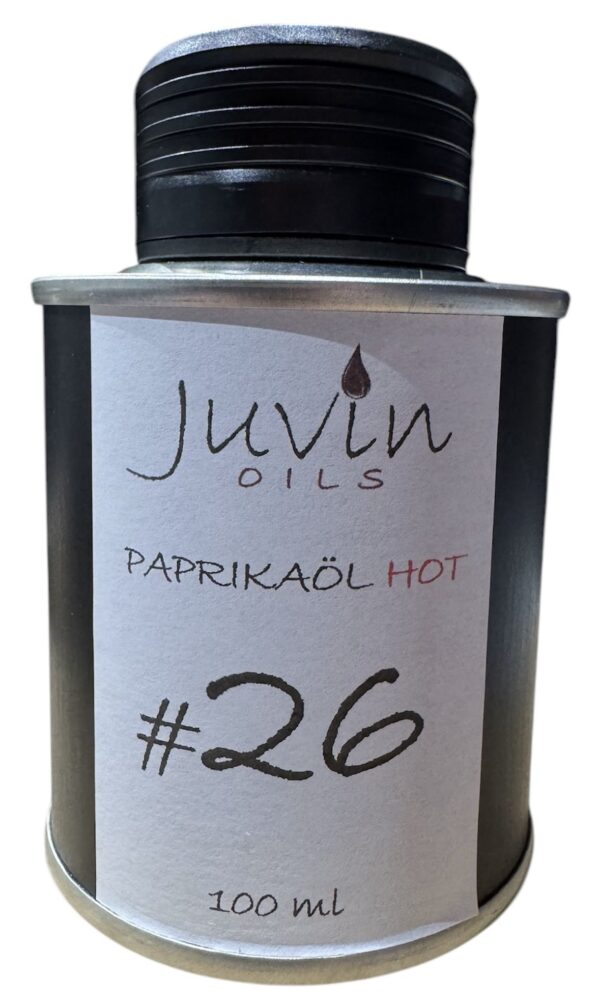 Juvin
OILS
PAPRIKAÖL HOT
#26
100 ml